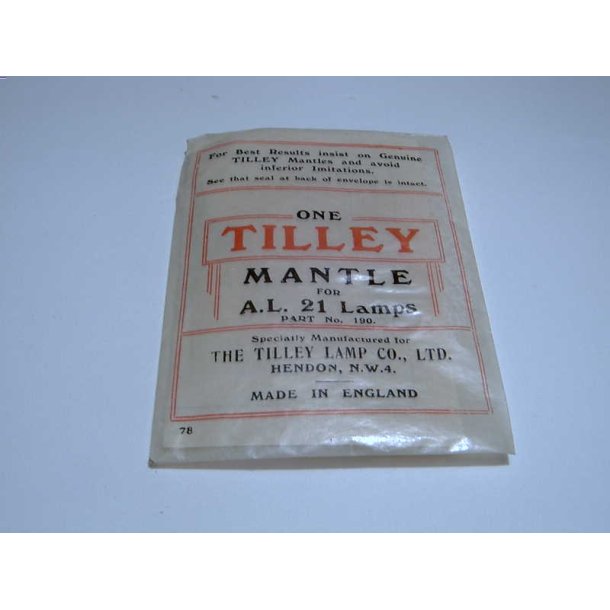 For Best Results insist on Genuine
TILLEY Mantles and avoid
inferior Imitations.
See that seal at back of envelope is intact.
ONE
TILLEY
MANTLE
FOR
A.L. 21 Lamps
PART No. 190.
Specially Manufactured for
THE TILLEY LAMP CO., LTD.
HENDON, N.W.4.
MADE IN ENGLAND
78